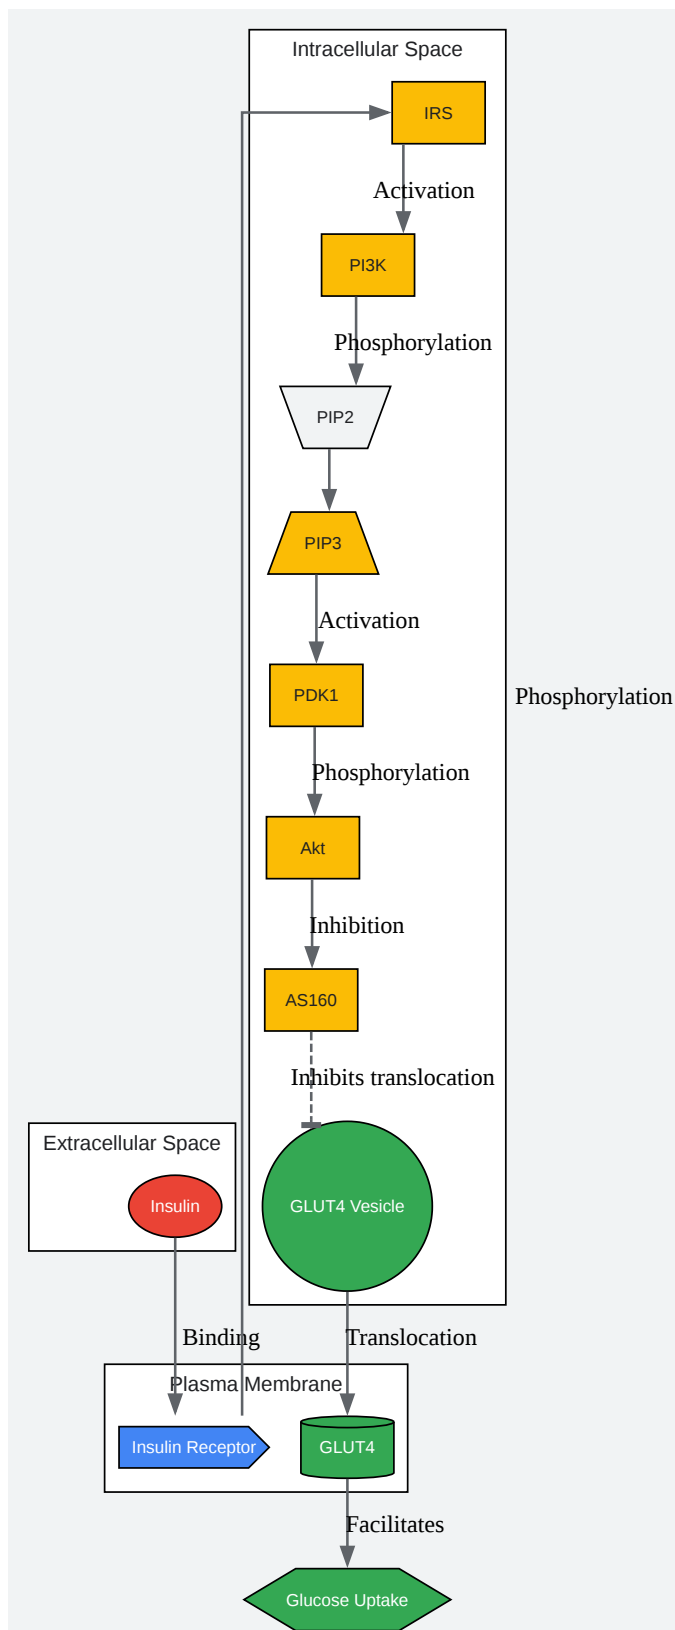 Intracellular Space
IRS
Activation
PI3K
Phosphorylation
PIP2
PIP3
Activation
PDK1
Phosphorylation
Phosphorylation
Akt
Inhibition
AS160
Inhibits translocation
Extracellular Space
Insulin
GLUT4 Vesicle
Binding
Translocation
Plasma Membrane
Insulin Receptor
GLUT4
Facilitates
Glucose Uptake